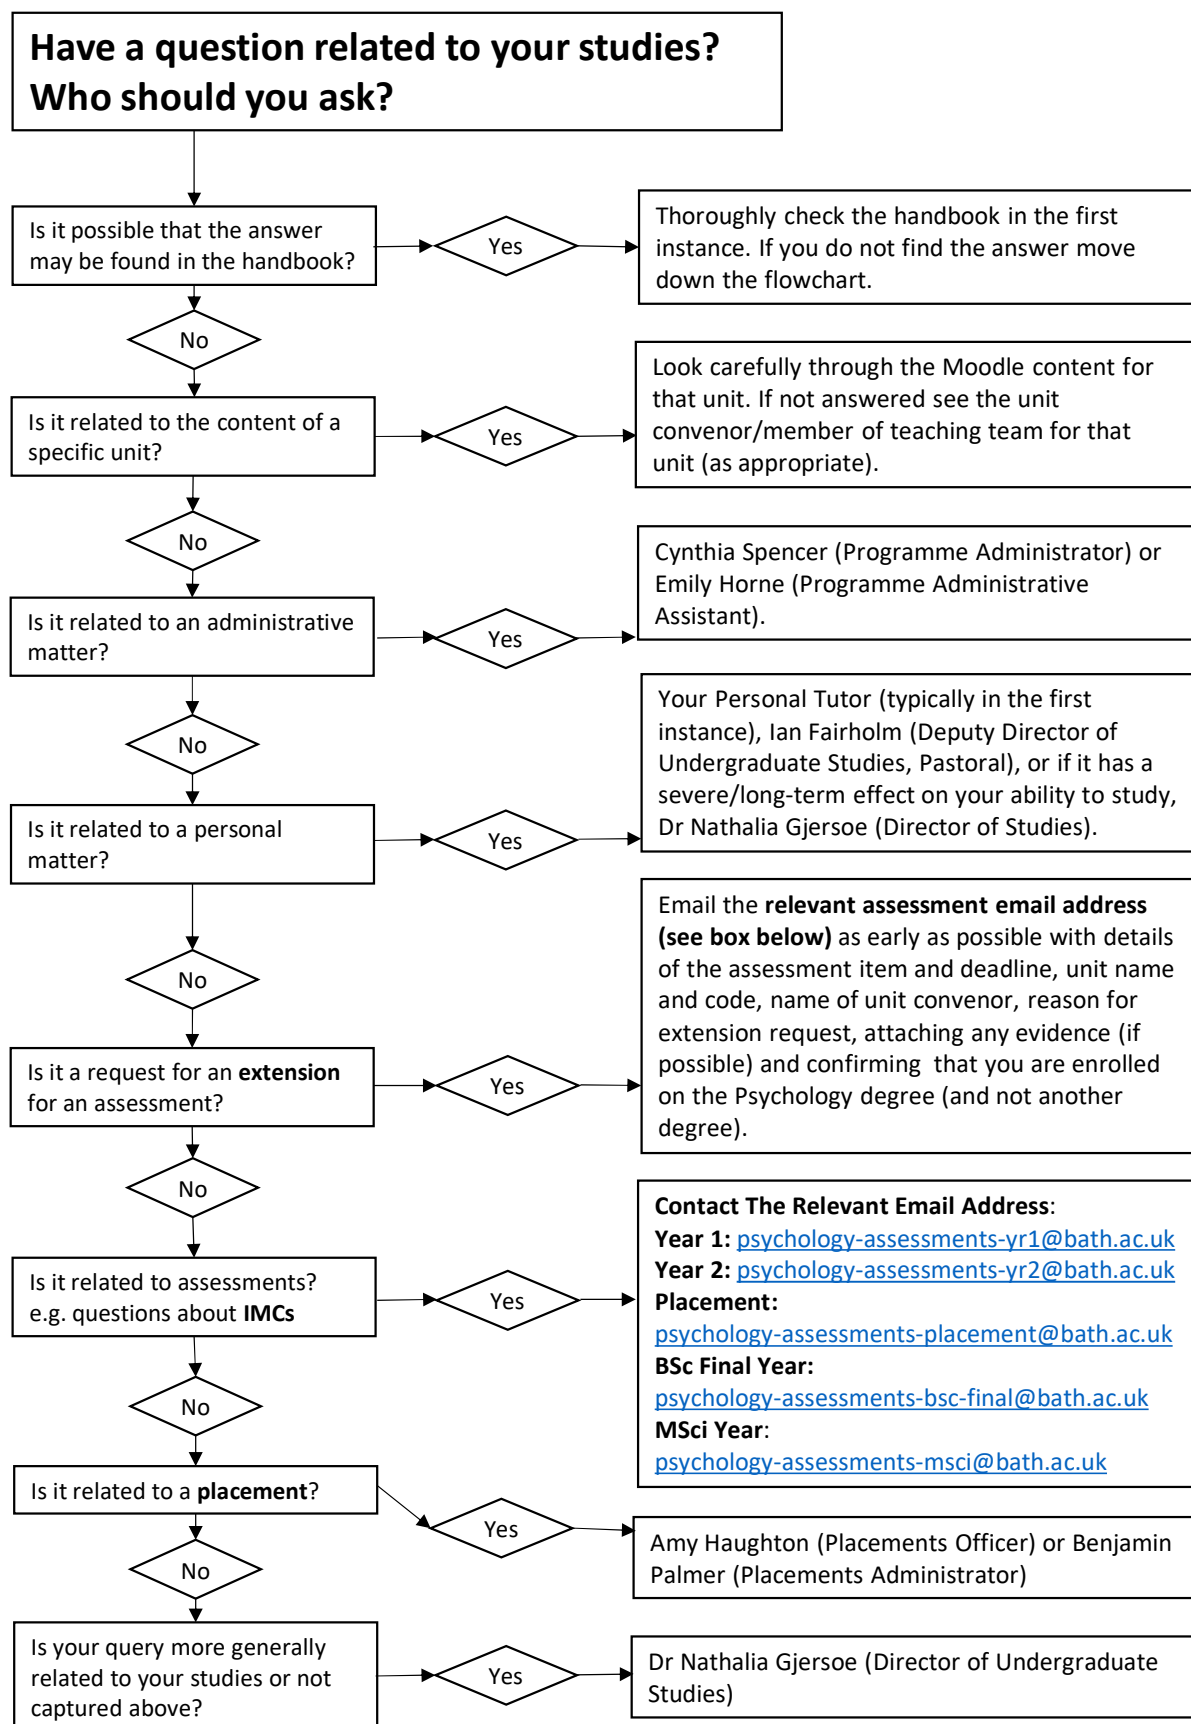 Have a question related to your studies?
Who should you ask?
Is it possible that the answer
may be found in the handbook?
Yes
Thoroughly check the handbook in the first
instance. If you do not find the answer move
down the flowchart.
No
Is it related to the content of a
specific unit?
Yes
Look carefully through the Moodle content for
that unit. If not answered see the unit
convenor/member of teaching team for that
unit (as appropriate).
No
Is it related to an administrative
matter?
Yes
Cynthia Spencer (Programme Administrator) or
Emily Horne (Programme Administrative
Assistant).
No
Is it related to a personal
matter?
Yes
Your Personal Tutor (typically in the first
instance), Ian Fairholm (Deputy Director of
Undergraduate Studies, Pastoral), or if it has a
severe/long-term effect on your ability to study,
Dr Nathalia Gjersoe (Director of Studies).
No
Is it a request for an extension
for an assessment?
Yes
Email the relevant assessment email address
(see box below) as early as possible with details
of the assessment item and deadline, unit name
and code, name of unit convenor, reason for
extension request, attaching any evidence (if
possible) and confirming that you are enrolled
on the Psychology degree (and not another
degree).
No
Is it related to assessments?
e.g. questions about IMCs
Yes
Contact The Relevant Email Address:
Year 1: psychology-assessments-yr1@bath.ac.uk
Year 2: psychology-assessments-yr2@bath.ac.uk
Placement:
psychology-assessments-placement@bath.ac.uk
BSc Final Year:
psychology-assessments-bsc-final@bath.ac.uk
MSci Year:
psychology-assessments-msci@bath.ac.uk
No
Is it related to a placement?
Yes
Amy Haughton (Placements Officer) or Benjamin
Palmer (Placements Administrator)
No
Is your query more generally
related to your studies or not
captured above?
Yes
Dr Nathalia Gjersoe (Director of Undergraduate
Studies)